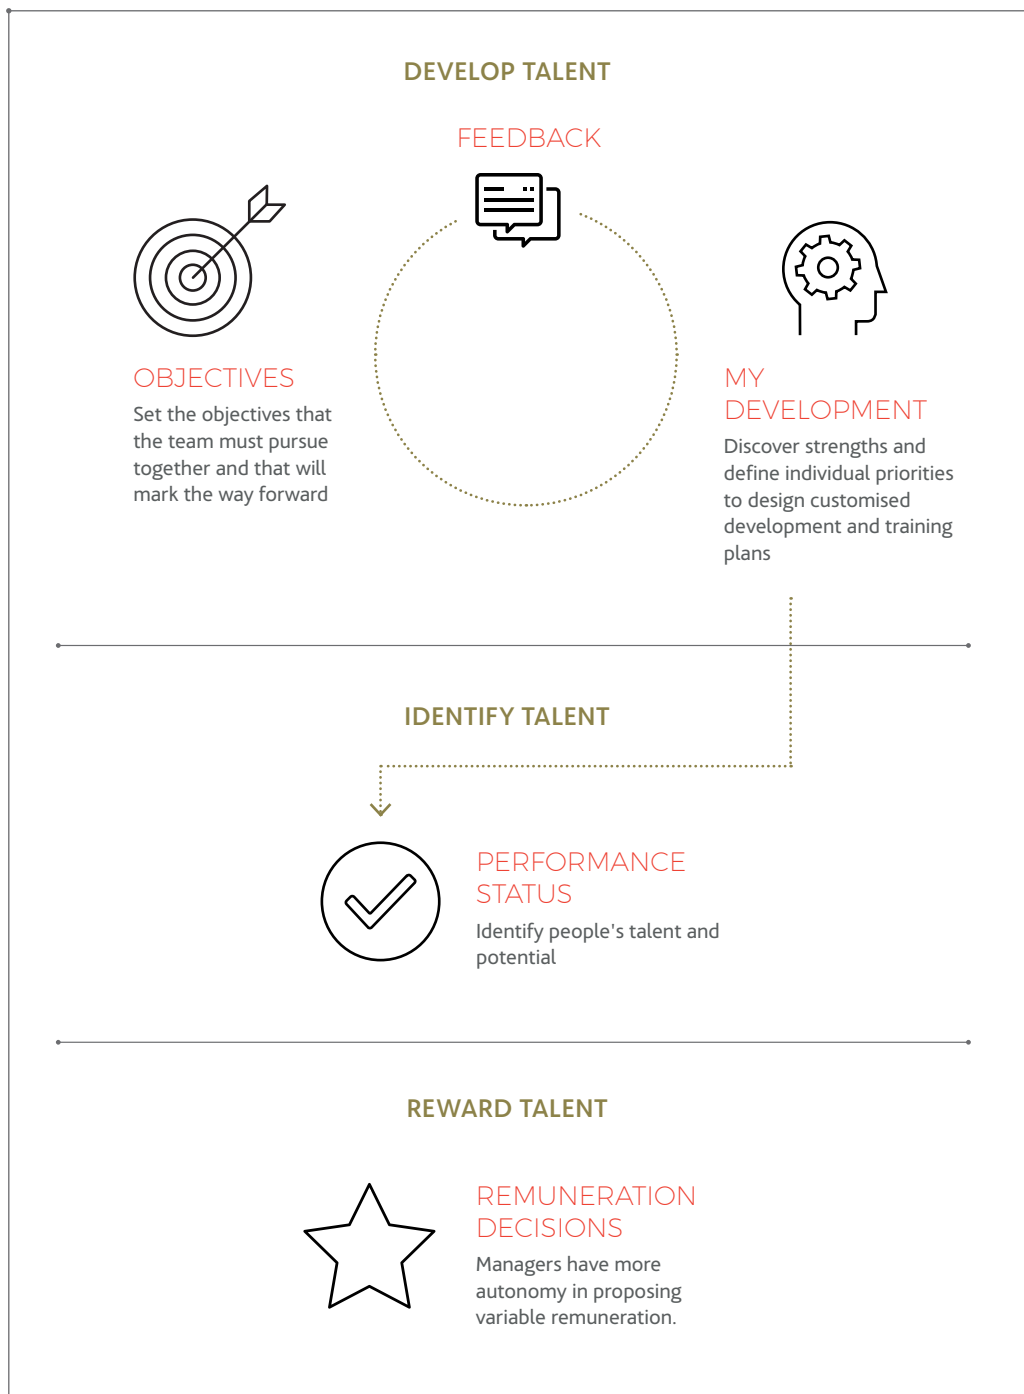 DEVELOP TALENT
FEEDBACK
OBJECTIVES
Set the objectives that
the team must pursue
together and that will
mark the way forward
MY
DEVELOPMENT
Discover strengths and
define individual priorities
to design customised
development and training
plans
IDENTIFY TALENT
PERFORMANCE
STATUS
Identify people's talent and
potential
REWARD TALENT
REMUNERATION
DECISIONS
Managers have more
autonomy in proposing
variable remuneration.